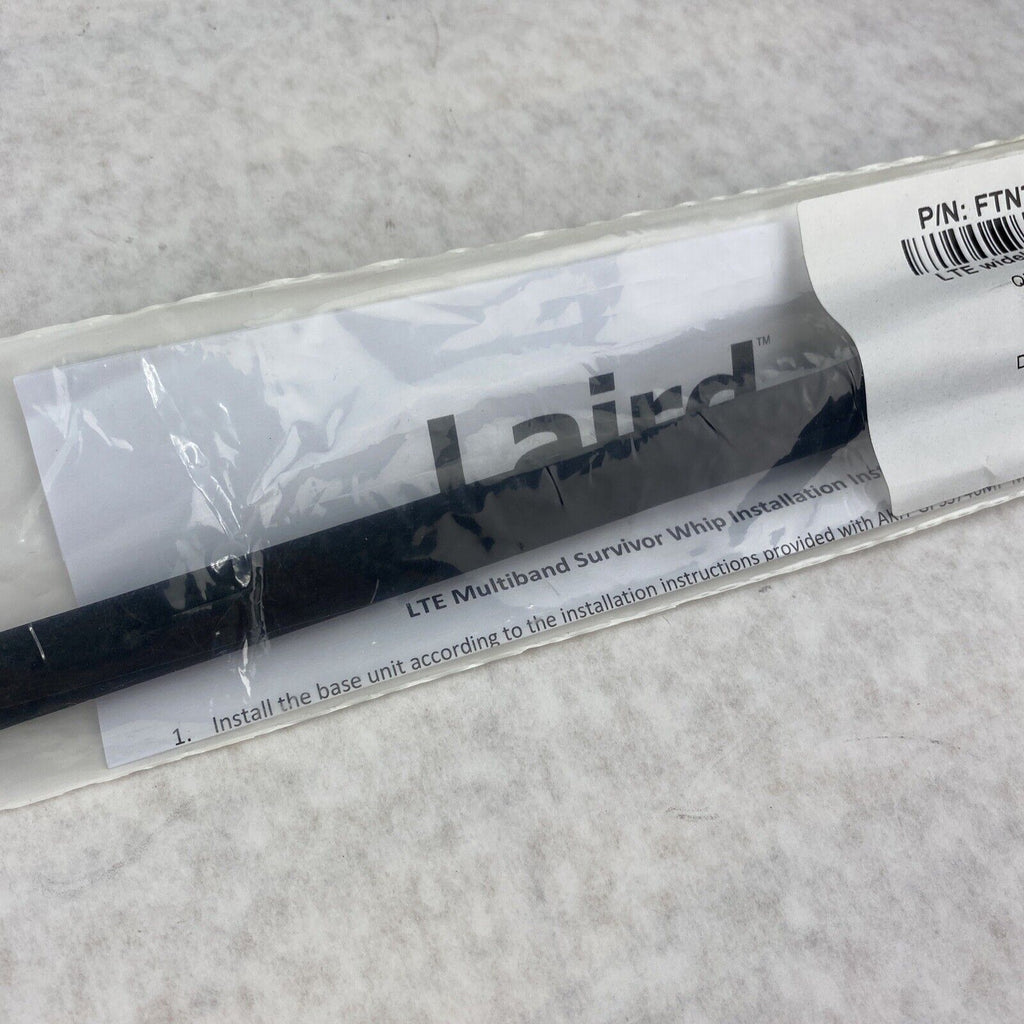 P/N: FTN
LTE wide
Laird™
LTE Multiband Survivor Whip Installation Ins
1. Install the base unit according to the installation instructions provided with